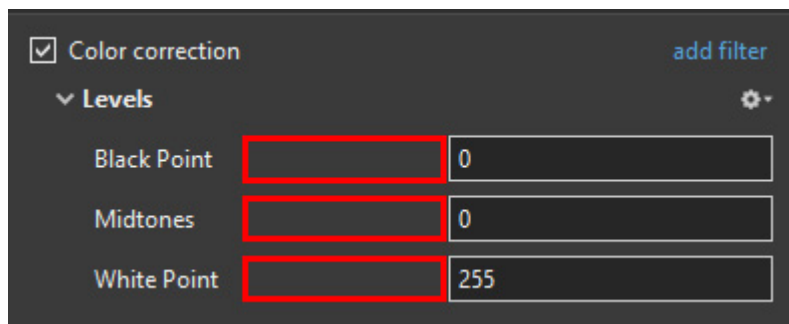 Color correction add filter
Levels
Black Point 0
Midtones 0
White Point 255